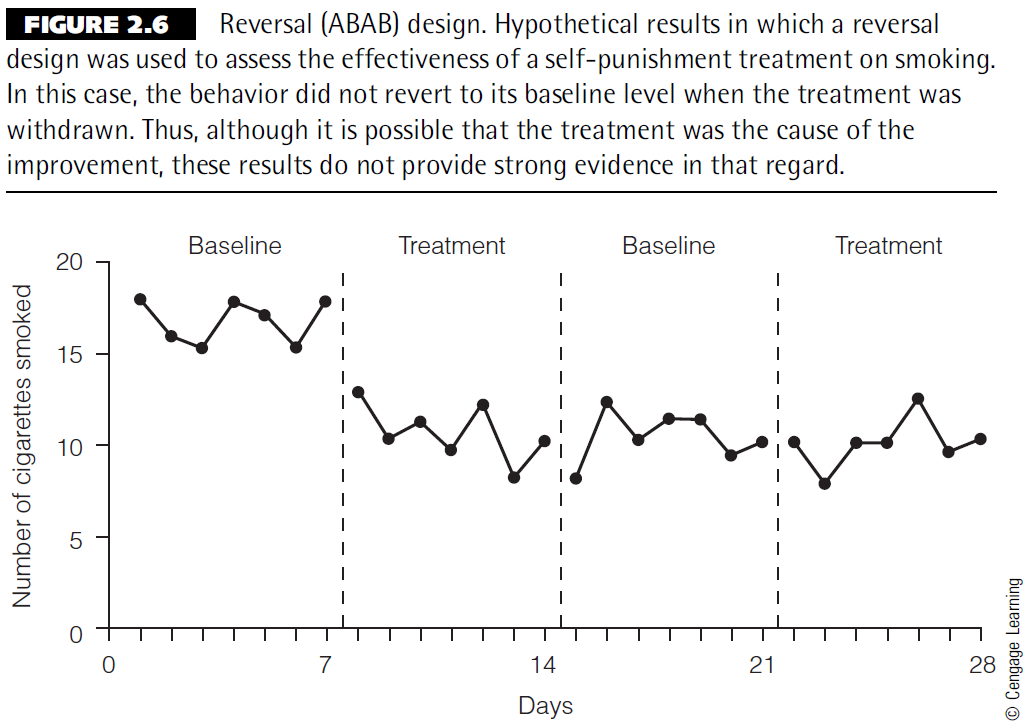 FIGURE 2.6 Reversal (ABAB) design. Hypothetical results in which a reversal
design was used to assess the effectiveness of a self-punishment treatment on smoking.
In this case, the behavior did not revert to its baseline level when the treatment was
withdrawn. Thus, although it is possible that the treatment was the cause of the
improvement, these results do not provide strong evidence in that regard.
Baseline Treatment Baseline Treatment
Number of cigarettes smoked
20
15
10
5
0
0 7 14 21 28
Days
© Cengage Learning